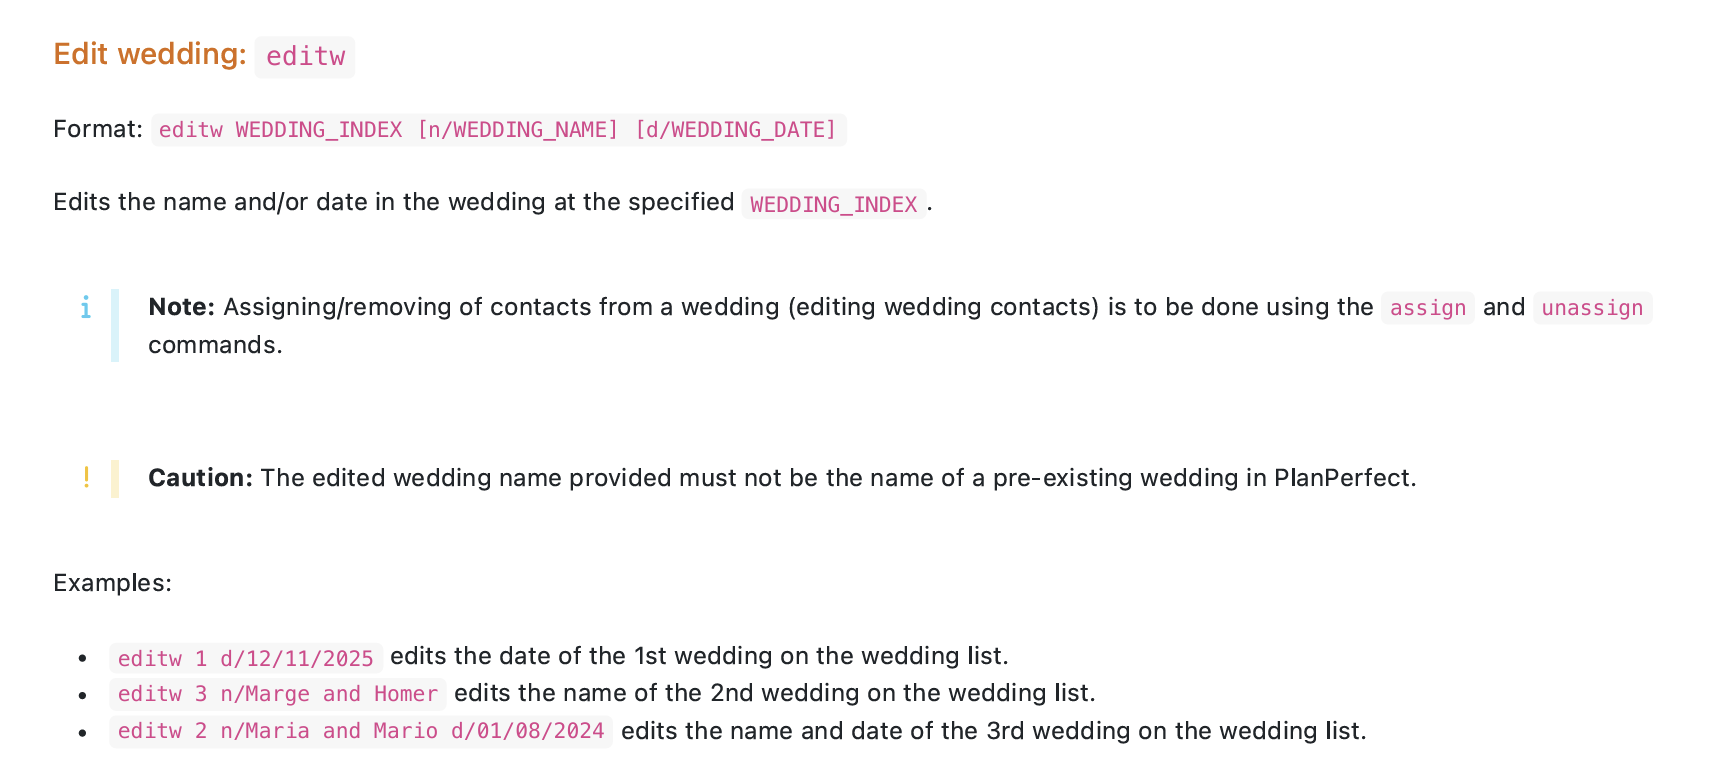 Edit wedding: editw
Format: editw WEDDING_INDEX [n/WEDDING_NAME] [d/WEDDING_DATE]
Edits the name and/or date in the wedding at the specified WEDDING_INDEX.
Note: Assigning/removing of contacts from a wedding (editing wedding contacts) is to be done using the assign and unassign
commands.
Caution: The edited wedding name provided must not be the name of a pre-existing wedding in PlanPerfect.
Examples:
• editw 1 d/12/11/2025 edits the date of the 1st wedding on the wedding list.
• editw 3 n/Marge and Homer edits the name of the 2nd wedding on the wedding list.
• editw 2 n/Maria and Mario d/01/08/2024 edits the name and date of the 3rd wedding on the wedding list.